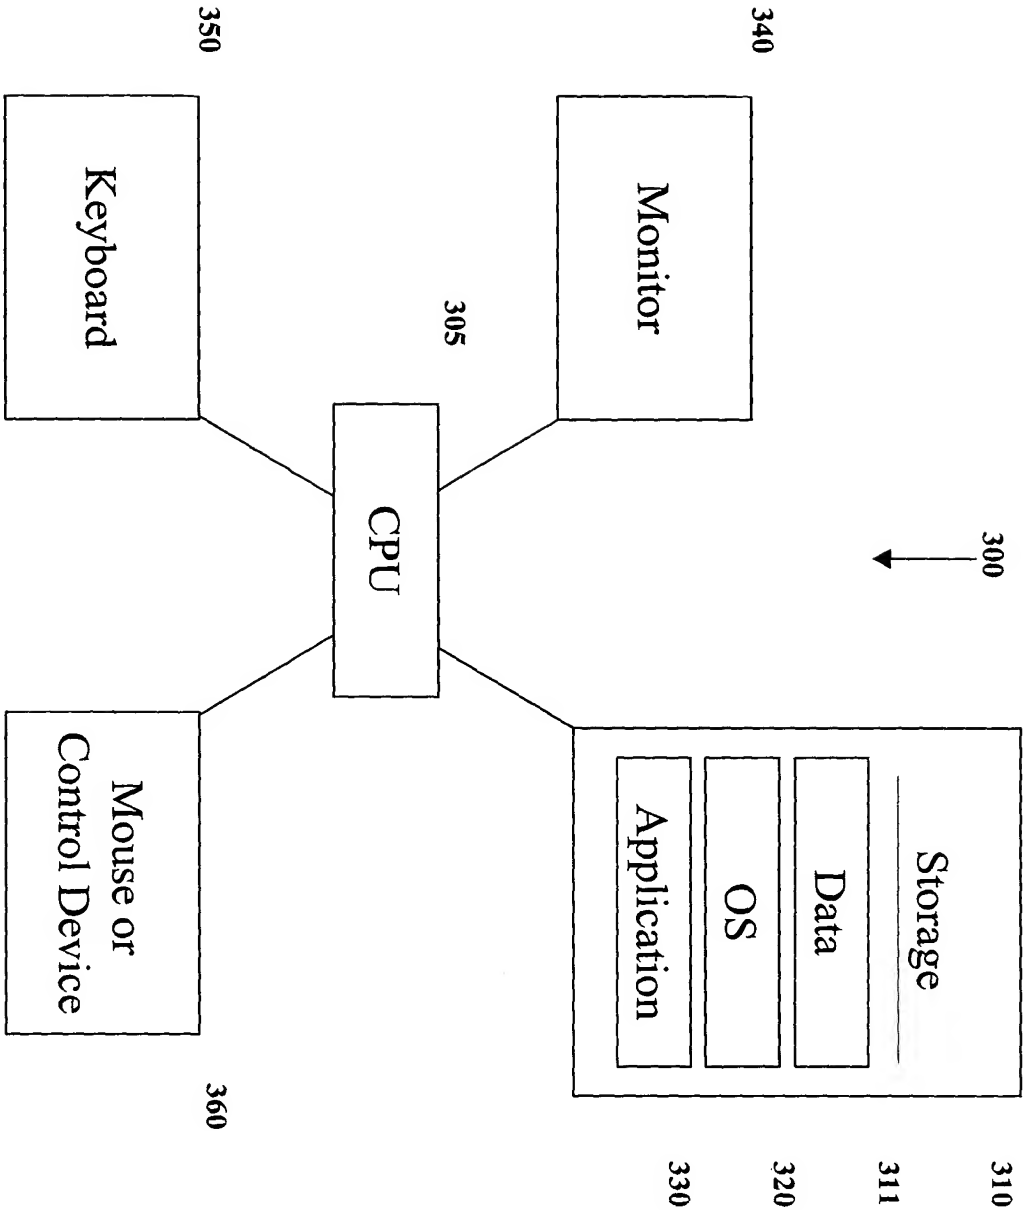 300
340
Monitor
Storage
310
Data
311
OS
320
Application
330
305
CPU
350
Keyboard
Mouse or
Control Device
360